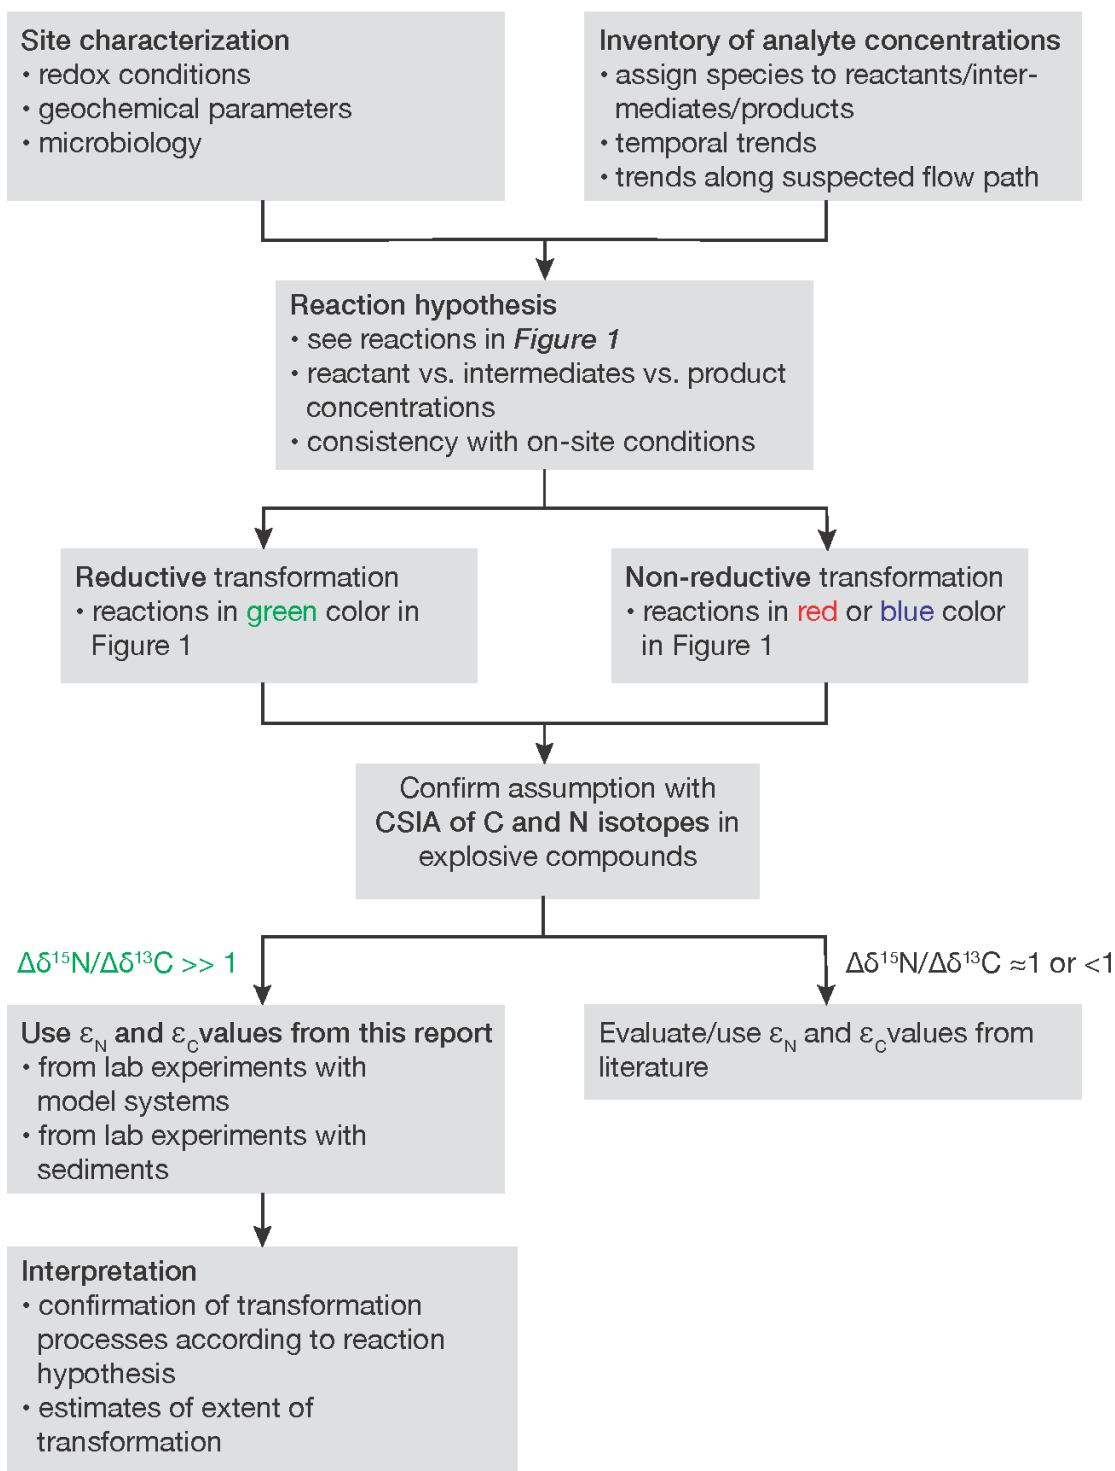 Site characterization
• redox conditions
• geochemical parameters
• microbiology
Inventory of analyte concentrations
• assign species to reactants/inter-
mediates/products
• temporal trends
• trends along suspected flow path
Reaction hypothesis
• see reactions in Figure 1
• reactant vs. intermediates vs. product
concentrations
• consistency with on-site conditions
Reductive transformation
• reactions in green color in
Figure 1
Non-reductive transformation
• reactions in red or blue color
in Figure 1
Confirm assumption with
CSIA of C and N isotopes in
explosive compounds
Δδ¹⁵N/Δδ¹³C >> 1
Δδ¹⁵N/Δδ¹³C ≈1 or <1
Use ε_N and ε_C values from this report
• from lab experiments with
model systems
• from lab experiments with
sediments
Evaluate/use ε_N and ε_C values from
literature
Interpretation
• confirmation of transformation
processes according to reaction
hypothesis
• estimates of extent of
transformation